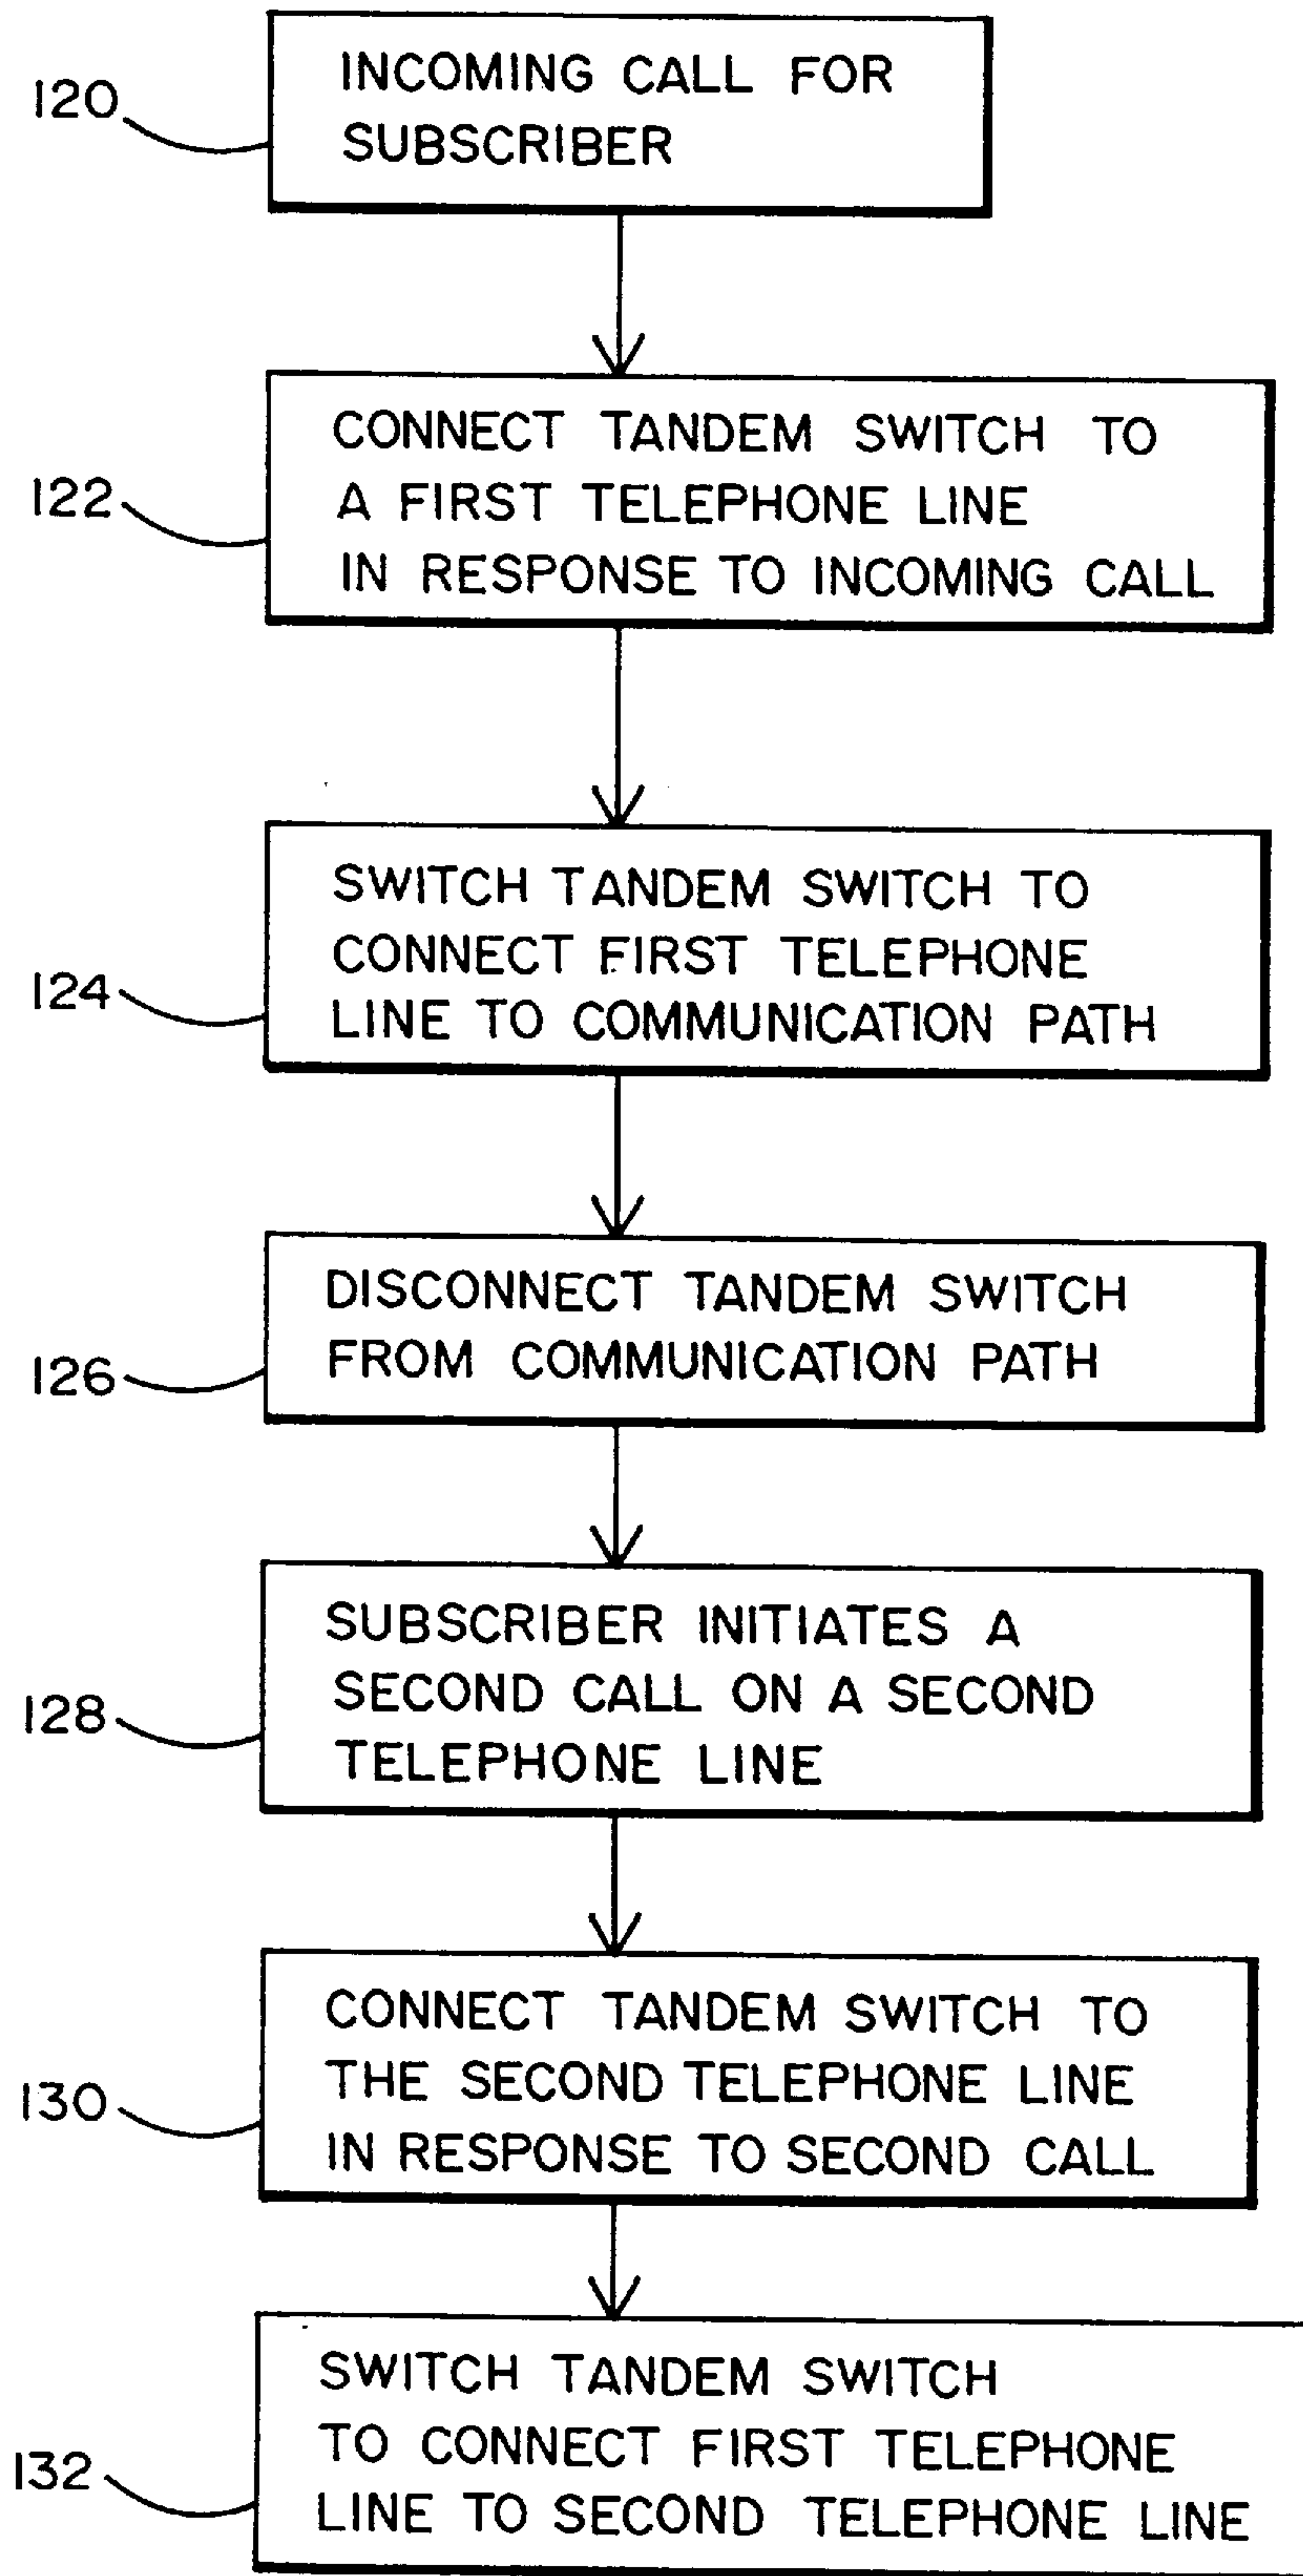 120
INCOMING CALL FOR
SUBSCRIBER
122
CONNECT TANDEM SWITCH TO
A FIRST TELEPHONE LINE
IN RESPONSE TO INCOMING CALL
124
SWITCH TANDEM SWITCH TO
CONNECT FIRST TELEPHONE
LINE TO COMMUNICATION PATH
126
DISCONNECT TANDEM SWITCH
FROM COMMUNICATION PATH
128
SUBSCRIBER INITIATES A
SECOND CALL ON A SECOND
TELEPHONE LINE
130
CONNECT TANDEM SWITCH TO
THE SECOND TELEPHONE LINE
IN RESPONSE TO SECOND CALL
132
SWITCH TANDEM SWITCH
TO CONNECT FIRST TELEPHONE
LINE TO SECOND TELEPHONE LINE